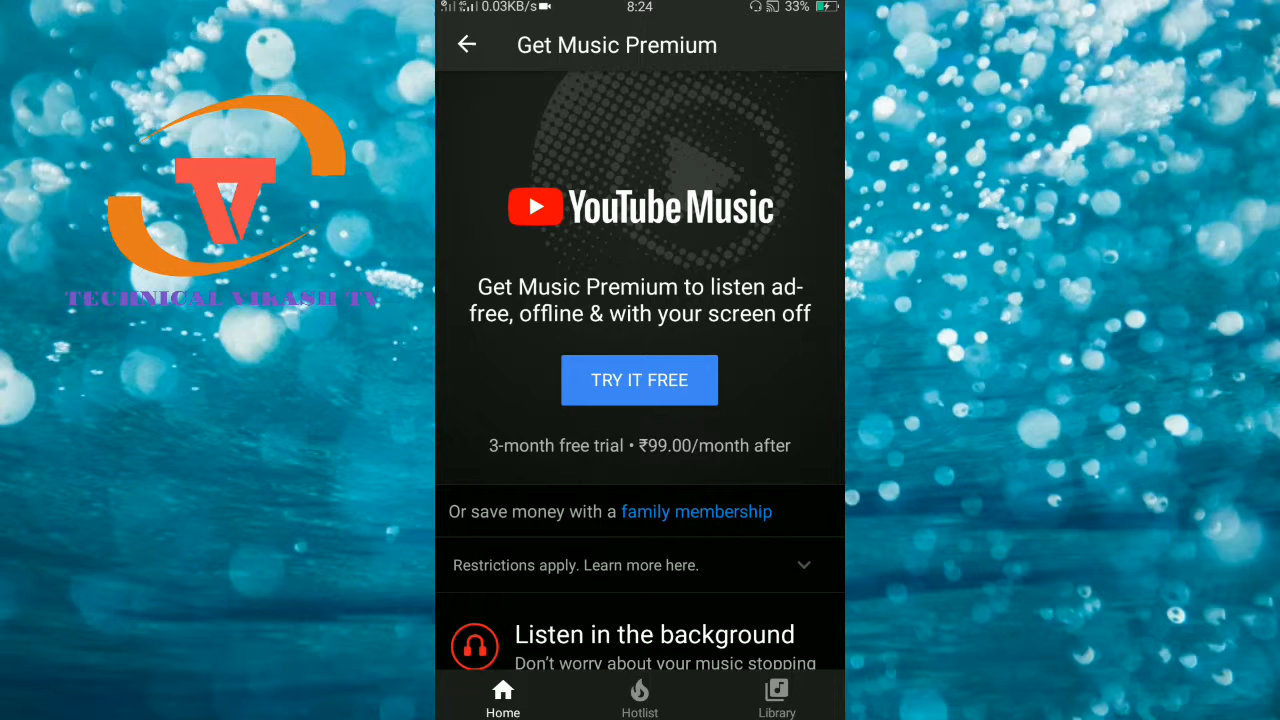 0.03KB/s 8:24 33%
Get Music Premium
TECHNICAL VIKASH TV
YouTube Music
Get Music Premium to listen ad-
free, offline & with your screen off
TRY IT FREE
3-month free trial • ₹99.00/month after
Or save money with a family membership
Restrictions apply. Learn more here.
Listen in the background
Don't worry about your music stopping
Home Hotlist Library